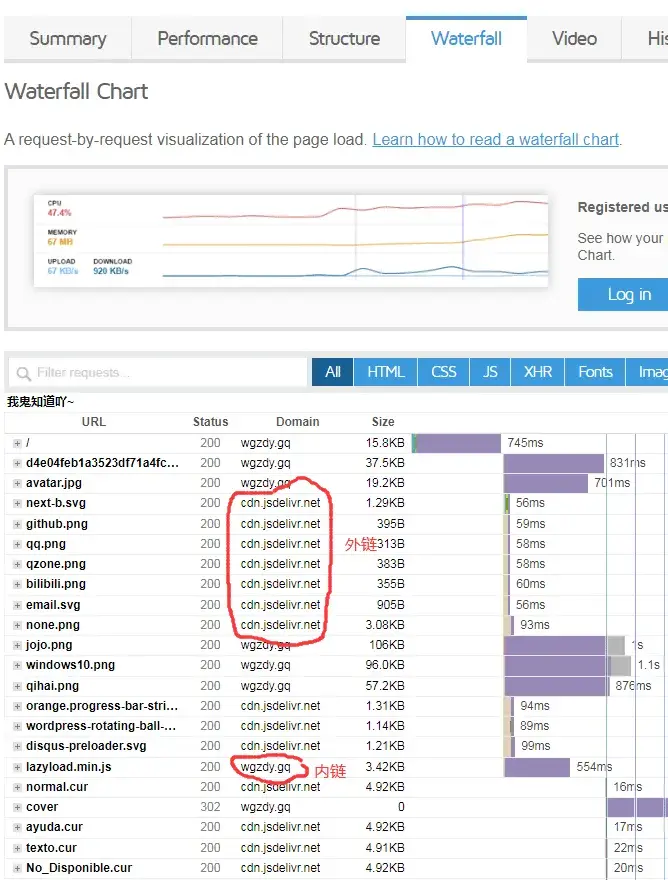 Summary Performance Structure Waterfall Video His
Waterfall Chart
A request-by-request visualization of the page load. Learn how to read a waterfall chart.
CPU
47.4%
MEMORY
67 MB
UPLOAD DOWNLOAD
67 KB/s 920 KB/s
Registered us
See how your
Chart.
Log in
Filter requests...
All HTML CSS JS XHR Fonts Imag
我鬼知道吖~
URL Status Domain Size
/ 200 wgzdy.gq 15.8KB 745ms
d4e04feb1a3523df71a4fc... 200 wgzdy.gq 37.5KB 831ms
avatar.jpg 200 wgzdy.gq 19.2KB 701ms
next-b.svg 200 cdn.jsdelivr.net 1.29KB 56ms
github.png 200 cdn.jsdelivr.net 395B 59ms
qq.png 200 cdn.jsdelivr.net 外链 313B 58ms
qzone.png 200 cdn.jsdelivr.net 383B 58ms
bilibili.png 200 cdn.jsdelivr.net 355B 60ms
email.svg 200 cdn.jsdelivr.net 905B 56ms
none.png 200 cdn.jsdelivr.net 3.08KB 93ms
jojo.png 200 wgzdy.gq 106KB 1s
windows10.png 200 wgzdy.gq 96.0KB 1.1s
qihai.png 200 wgzdy.gq 57.2KB 876ms
orange.progress-bar-stri... 200 cdn.jsdelivr.net 1.31KB 94ms
wordpress-rotating-ball-... 200 cdn.jsdelivr.net 1.14KB 89ms
disqus-preloader.svg 200 cdn.jsdelivr.net 1.21KB 99ms
lazyload.min.js 200 wgzdy.gq 内链 3.42KB 554ms
normal.cur 200 cdn.jsdelivr.net 4.92KB 16ms
cover 302 wgzdy.gq 0
ayuda.cur 200 cdn.jsdelivr.net 4.92KB 17ms
texto.cur 200 cdn.jsdelivr.net 4.91KB 22ms
No_Disponible.cur 200 cdn.jsdelivr.net 4.92KB 20ms